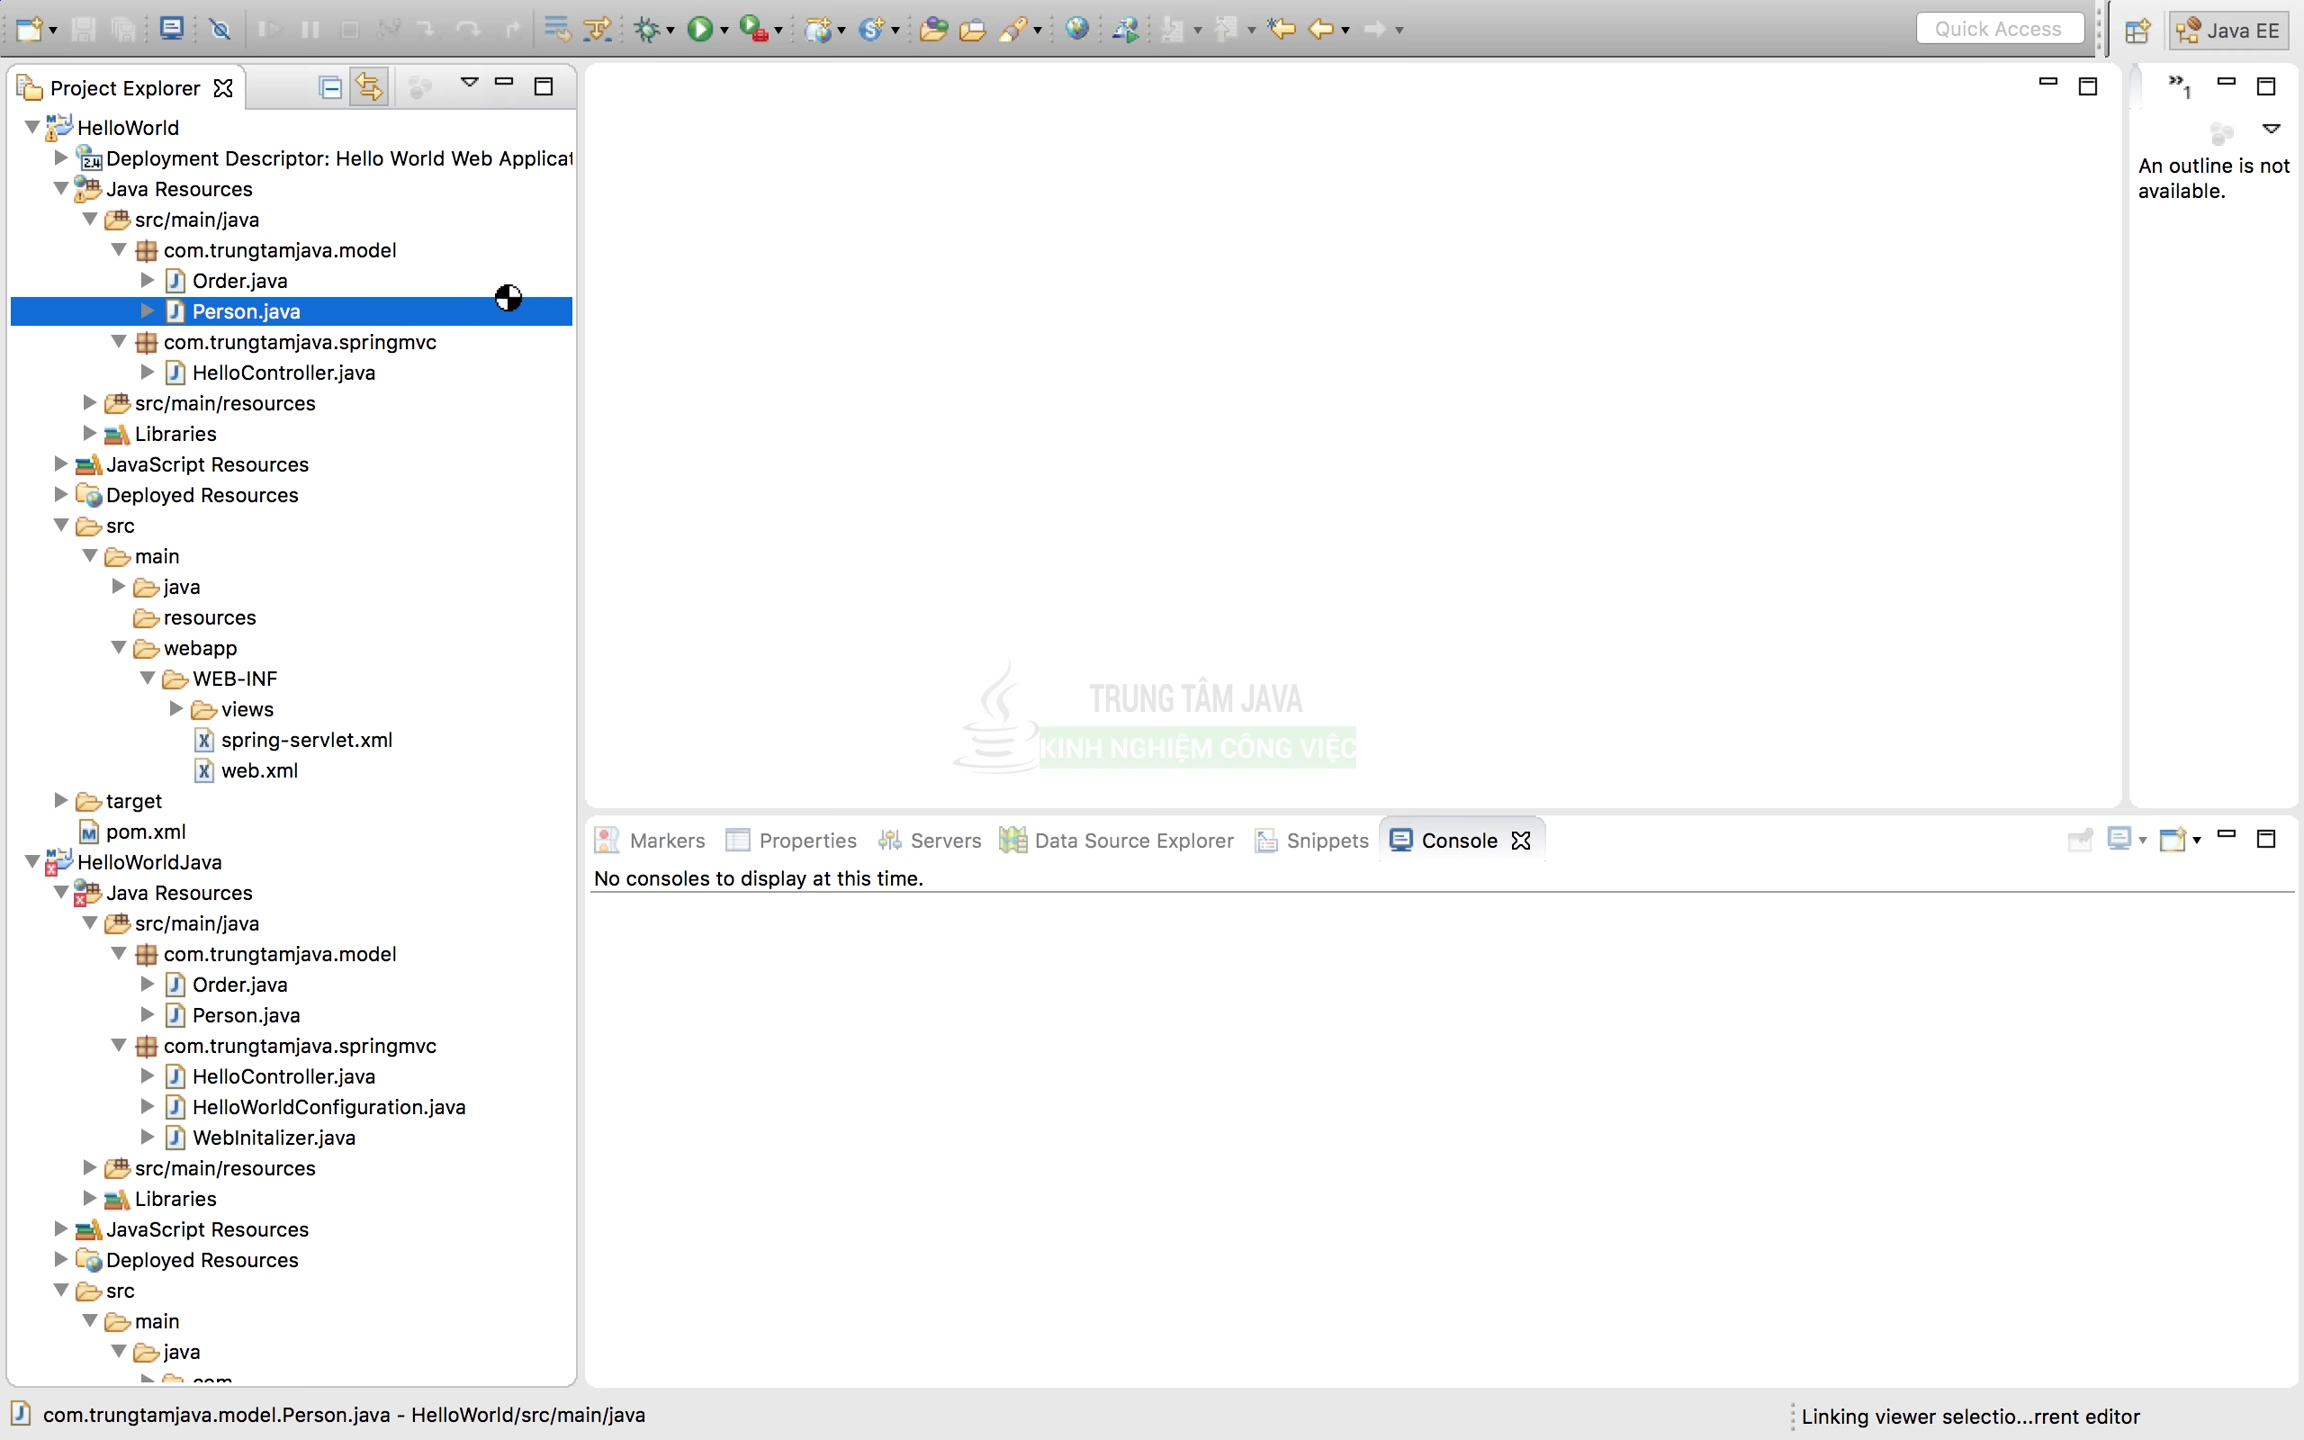 Quick Access
Java EE
Project Explorer
HelloWorld
Deployment Descriptor: Hello World Web Applicat
Java Resources
src/main/java
com.trungtamjava.model
Order.java
Person.java
com.trungtamjava.springmvc
HelloController.java
src/main/resources
Libraries
JavaScript Resources
Deployed Resources
src
main
java
resources
webapp
WEB-INF
views
spring-servlet.xml
web.xml
target
pom.xml
HelloWorldJava
Java Resources
src/main/java
com.trungtamjava.model
Order.java
Person.java
com.trungtamjava.springmvc
HelloController.java
HelloWorldConfiguration.java
WebInitalizer.java
src/main/resources
Libraries
JavaScript Resources
Deployed Resources
src
main
java
com
TRUNG TÂM JAVA
KINH NGHIỆM CÔNG VIỆC
1
An outline is not
available.
Markers Properties Servers Data Source Explorer Snippets Console
No consoles to display at this time.
com.trungtamjava.model.Person.java - HelloWorld/src/main/java
Linking viewer selectio...rrent editor